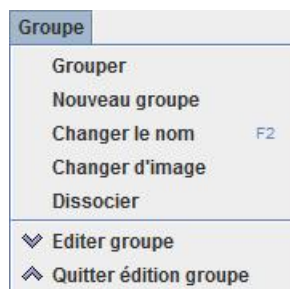 Groupe
Grouper
Nouveau groupe
Changer le nom F2
Changer d'image
Dissocier
Editer groupe
Quitter édition groupe